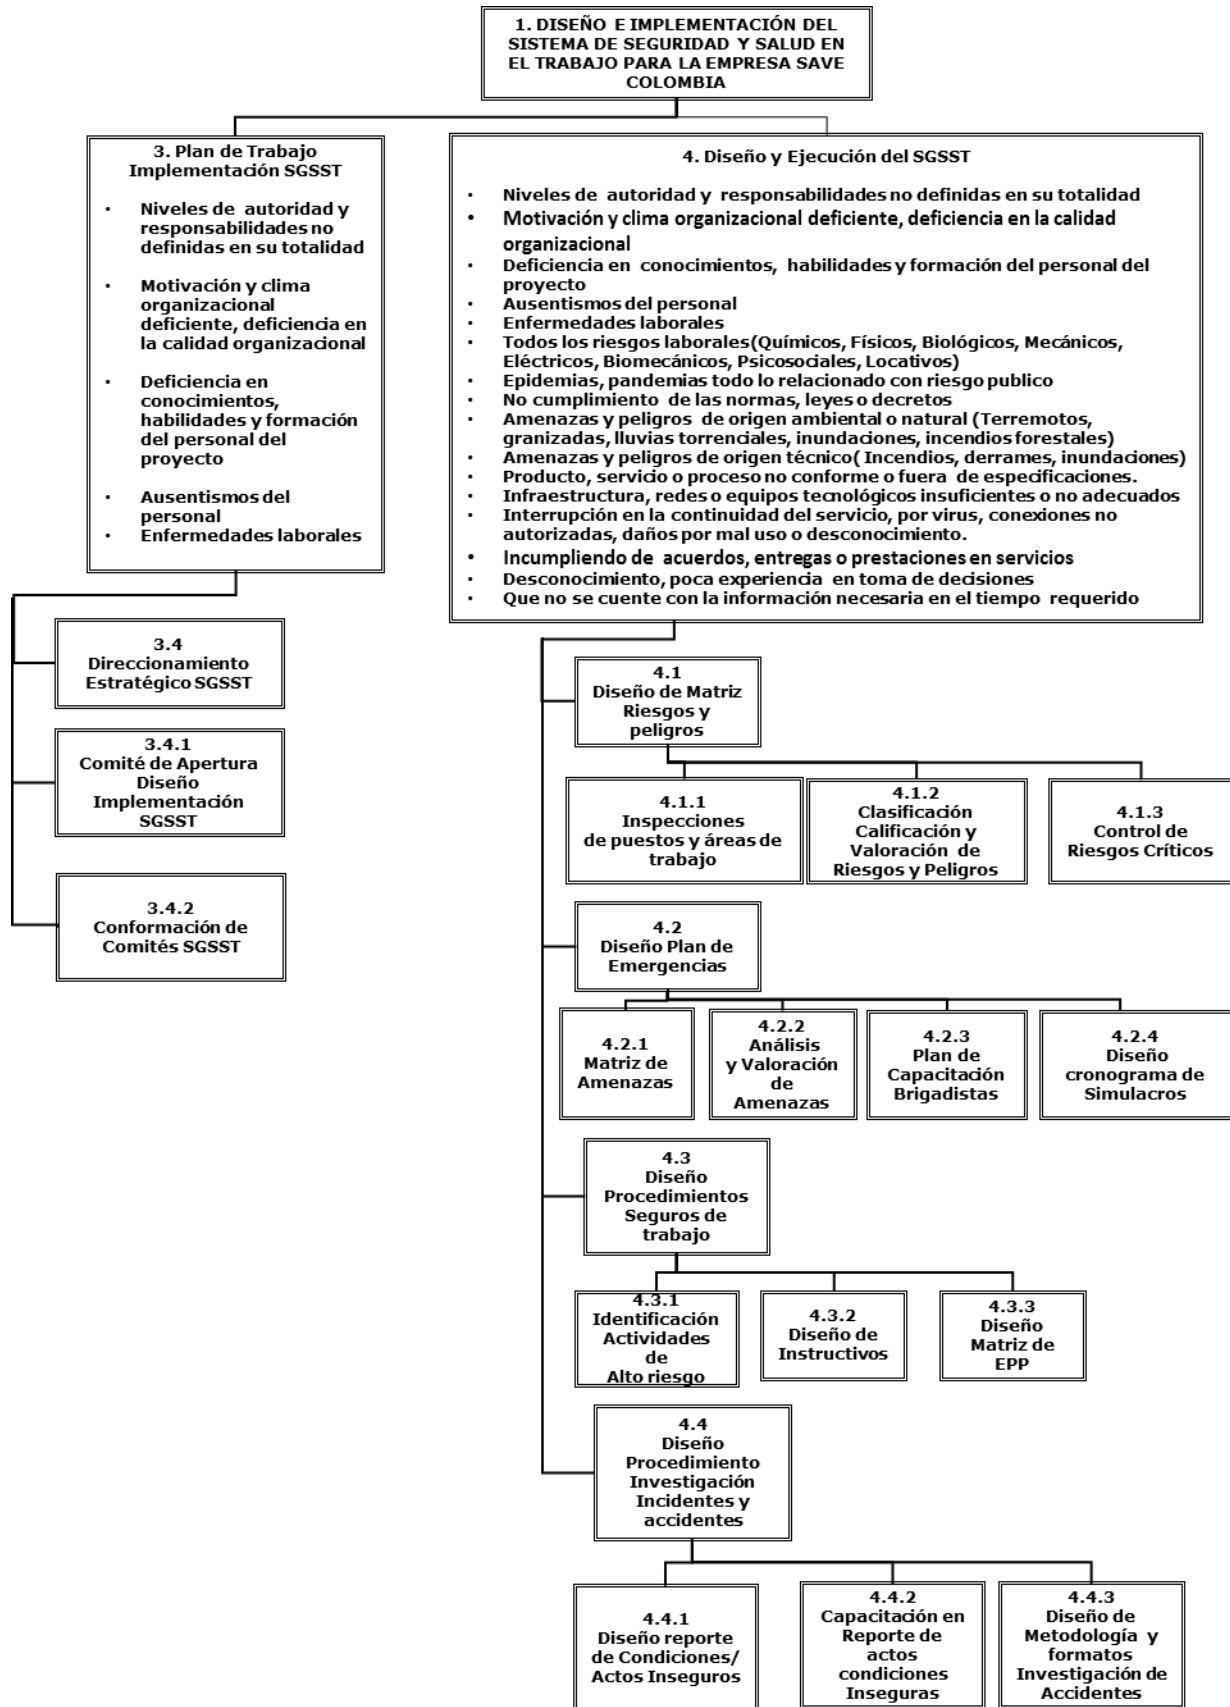 1. DISEÑO E IMPLEMENTACIÓN DEL
SISTEMA DE SEGURIDAD Y SALUD EN
EL TRABAJO PARA LA EMPRESA SAVE
COLOMBIA
3. Plan de Trabajo
Implementación SGSST
• Niveles de autoridad y
responsabilidades no
definidas en su totalidad
• Motivación y clima
organizacional
deficiente, deficiencia en
la calidad organizacional
• Deficiencia en
conocimientos,
habilidades y formación
del personal del
proyecto
• Ausentismos del
personal
• Enfermedades laborales
4. Diseño y Ejecución del SGSST
• Niveles de autoridad y responsabilidades no definidas en su totalidad
• Motivación y clima organizacional deficiente, deficiencia en la calidad
organizacional
• Deficiencia en conocimientos, habilidades y formación del personal del
proyecto
• Ausentismos del personal
• Enfermedades laborales
• Todos los riesgos laborales(Químicos, Físicos, Biológicos, Mecánicos,
Eléctricos, Biomecánicos, Psicosociales, Locativos)
• Epidemias, pandemias todo lo relacionado con riesgo publico
• No cumplimiento de las normas, leyes o decretos
• Amenazas y peligros de origen ambiental o natural (Terremotos,
granizadas, lluvias torrenciales, inundaciones, incendios forestales)
• Amenazas y peligros de origen técnico( Incendios, derrames, inundaciones)
• Producto, servicio o proceso no conforme o fuera de especificaciones.
• Infraestructura, redes o equipos tecnológicos insuficientes o no adecuados
• Interrupción en la continuidad del servicio, por virus, conexiones no
autorizadas, daños por mal uso o desconocimiento.
• Incumpliendo de acuerdos, entregas o prestaciones en servicios
• Desconocimiento, poca experiencia en toma de decisiones
• Que no se cuente con la información necesaria en el tiempo requerido
3.4
Direccionamiento
Estratégico SGSST
3.4.1
Comité de Apertura
Diseño
Implementación
SGSST
3.4.2
Conformación de
Comités SGSST
4.1
Diseño de Matriz
Riesgos y
peligros
4.1.1
Inspecciones
de puestos y áreas de
trabajo
4.1.2
Clasificación
Calificación y
Valoración de
Riesgos y Peligros
4.1.3
Control de
Riesgos Críticos
4.2
Diseño Plan de
Emergencias
4.2.1
Matriz de
Amenazas
4.2.2
Análisis
y Valoración
de
Amenazas
4.2.3
Plan de
Capacitación
Brigadistas
4.2.4
Diseño
cronograma de
Simulacros
4.3
Diseño
Procedimientos
Seguros de
trabajo
4.3.1
Identificación
Actividades
de
Alto riesgo
4.3.2
Diseño de
Instructivos
4.3.3
Diseño
Matriz de
EPP
4.4
Diseño
Procedimiento
Investigación
Incidentes y
accidentes
4.4.1
Diseño reporte
de Condiciones/
Actos Inseguros
4.4.2
Capacitación en
Reporte de
actos
condiciones
Inseguras
4.4.3
Diseño de
Metodología y
formatos
Investigación de
Accidentes